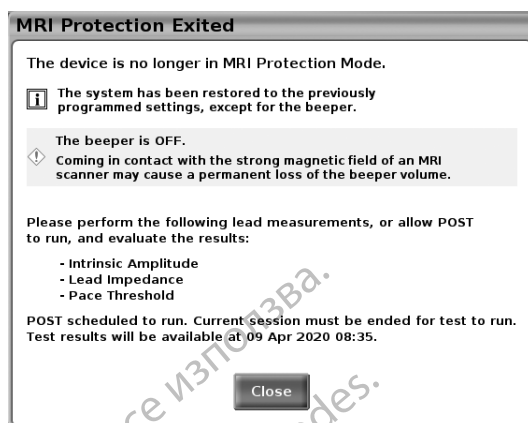 MRI Protection Exited
The device is no longer in MRI Protection Mode.
i The system has been restored to the previously
programmed settings, except for the beeper.
The beeper is OFF.
! Coming in contact with the strong magnetic field of an MRI
scanner may cause a permanent loss of the beeper volume.
Please perform the following lead measurements, or allow POST
to run, and evaluate the results:
- Intrinsic Amplitude
- Lead Impedance
- Pace Threshold
POST scheduled to run. Current session must be ended for test to run.
Test results will be available at 09 Apr 2020 08:35.
Close
се използва.